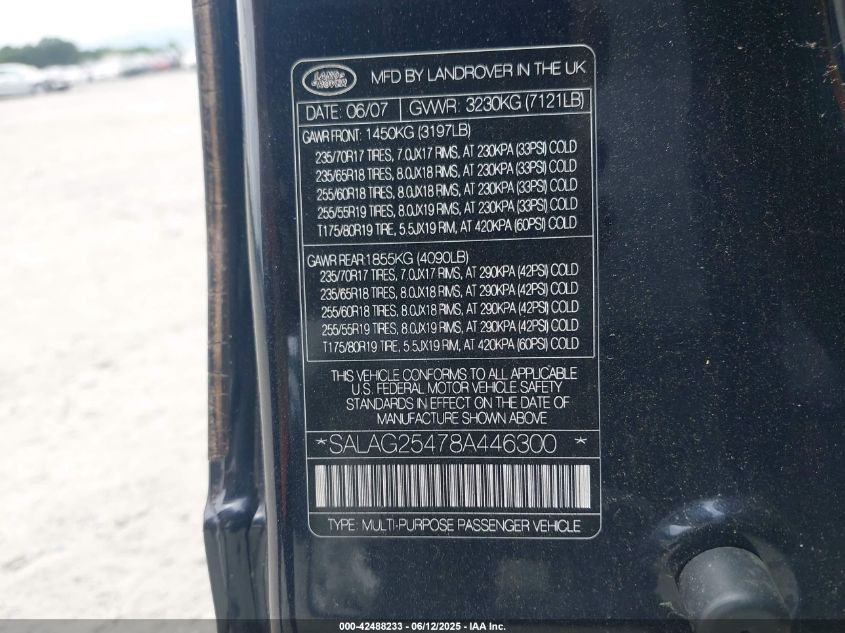 LAND ROVER
MFD BY LANDROVER IN THE UK
DATE: 06/07 GVWR: 3230KG (7121LB)
GAWR FRONT: 1450KG (3197LB)
235/70R17 TIRES, 7.0JX17 RIMS, AT 230KPA (33PSI) COLD
235/65R18 TIRES, 8.0JX18 RIMS, AT 230KPA (33PSI) COLD
255/60R18 TIRES, 8.0JX18 RIMS, AT 230KPA (33PSI) COLD
255/55R19 TIRES, 8.0JX19 RIMS, AT 230KPA (33PSI) COLD
T175/80R19 TIRE, 5.5JX19 RIM, AT 420KPA (60PSI) COLD
GAWR REAR: 1855KG (4090LB)
235/70R17 TIRES, 7.0JX17 RIMS, AT 290KPA (42PSI) COLD
235/65R18 TIRES, 8.0JX18 RIMS, AT 290KPA (42PSI) COLD
255/60R18 TIRES, 8.0JX18 RIMS, AT 290KPA (42PSI) COLD
255/55R19 TIRES, 8.0JX19 RIMS, AT 290KPA (42PSI) COLD
T175/80R19 TIRE, 5.5JX19 RIM, AT 420KPA (60PSI) COLD
THIS VEHICLE CONFORMS TO ALL APPLICABLE
U.S. FEDERAL MOTOR VEHICLE SAFETY
STANDARDS IN EFFECT ON THE DATE OF
MANUFACTURE SHOWN ABOVE
*SALAG25478A446300 *
TYPE: MULTI-PURPOSE PASSENGER VEHICLE
000-42488233 - 06/12/2025 - IAA Inc.